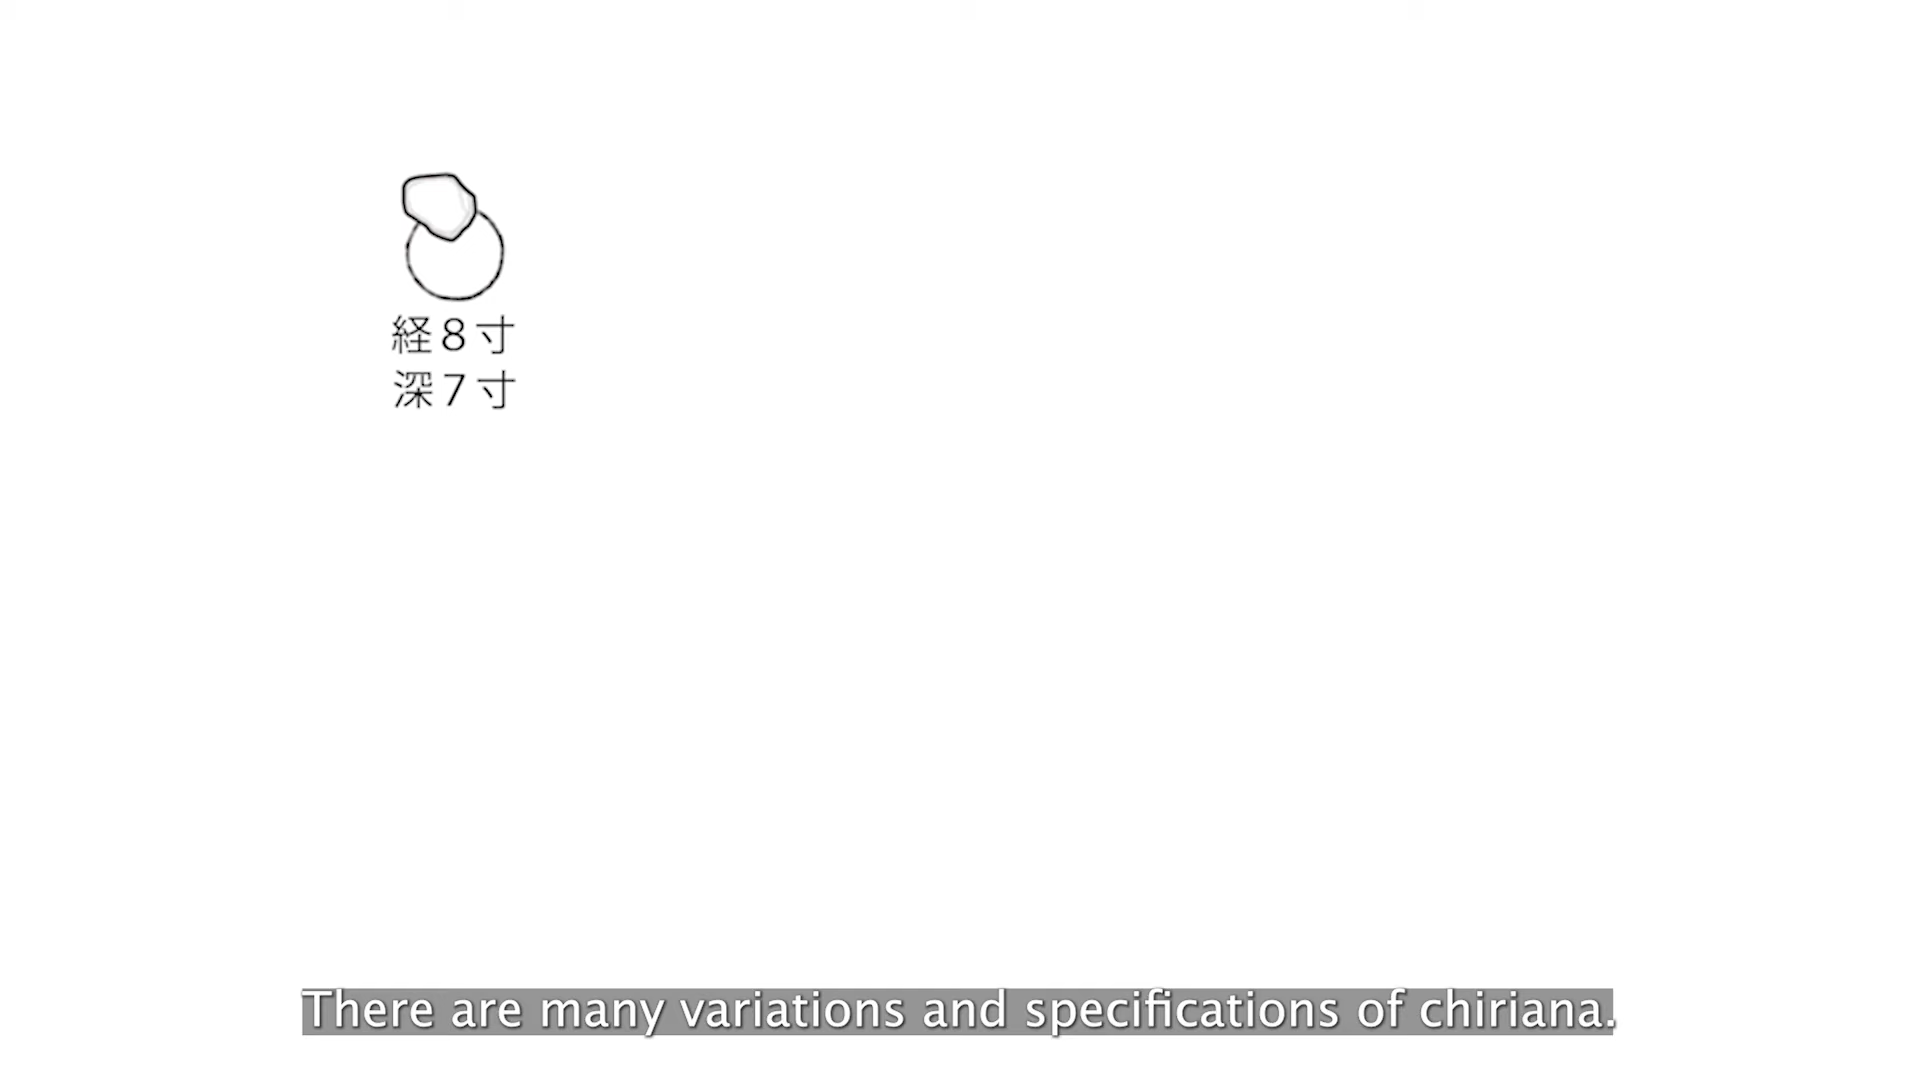 経8寸
深7寸
There are many variations and specifications of chiriana.